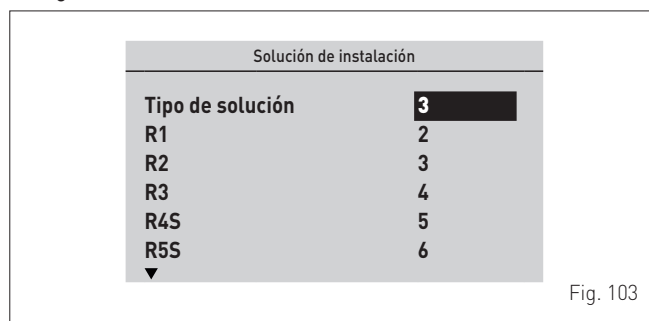 Solución de instalación
Tipo de solución 3
R1 2
R2 3
R3 4
R4S 5
R5S 6
▼
Fig. 103